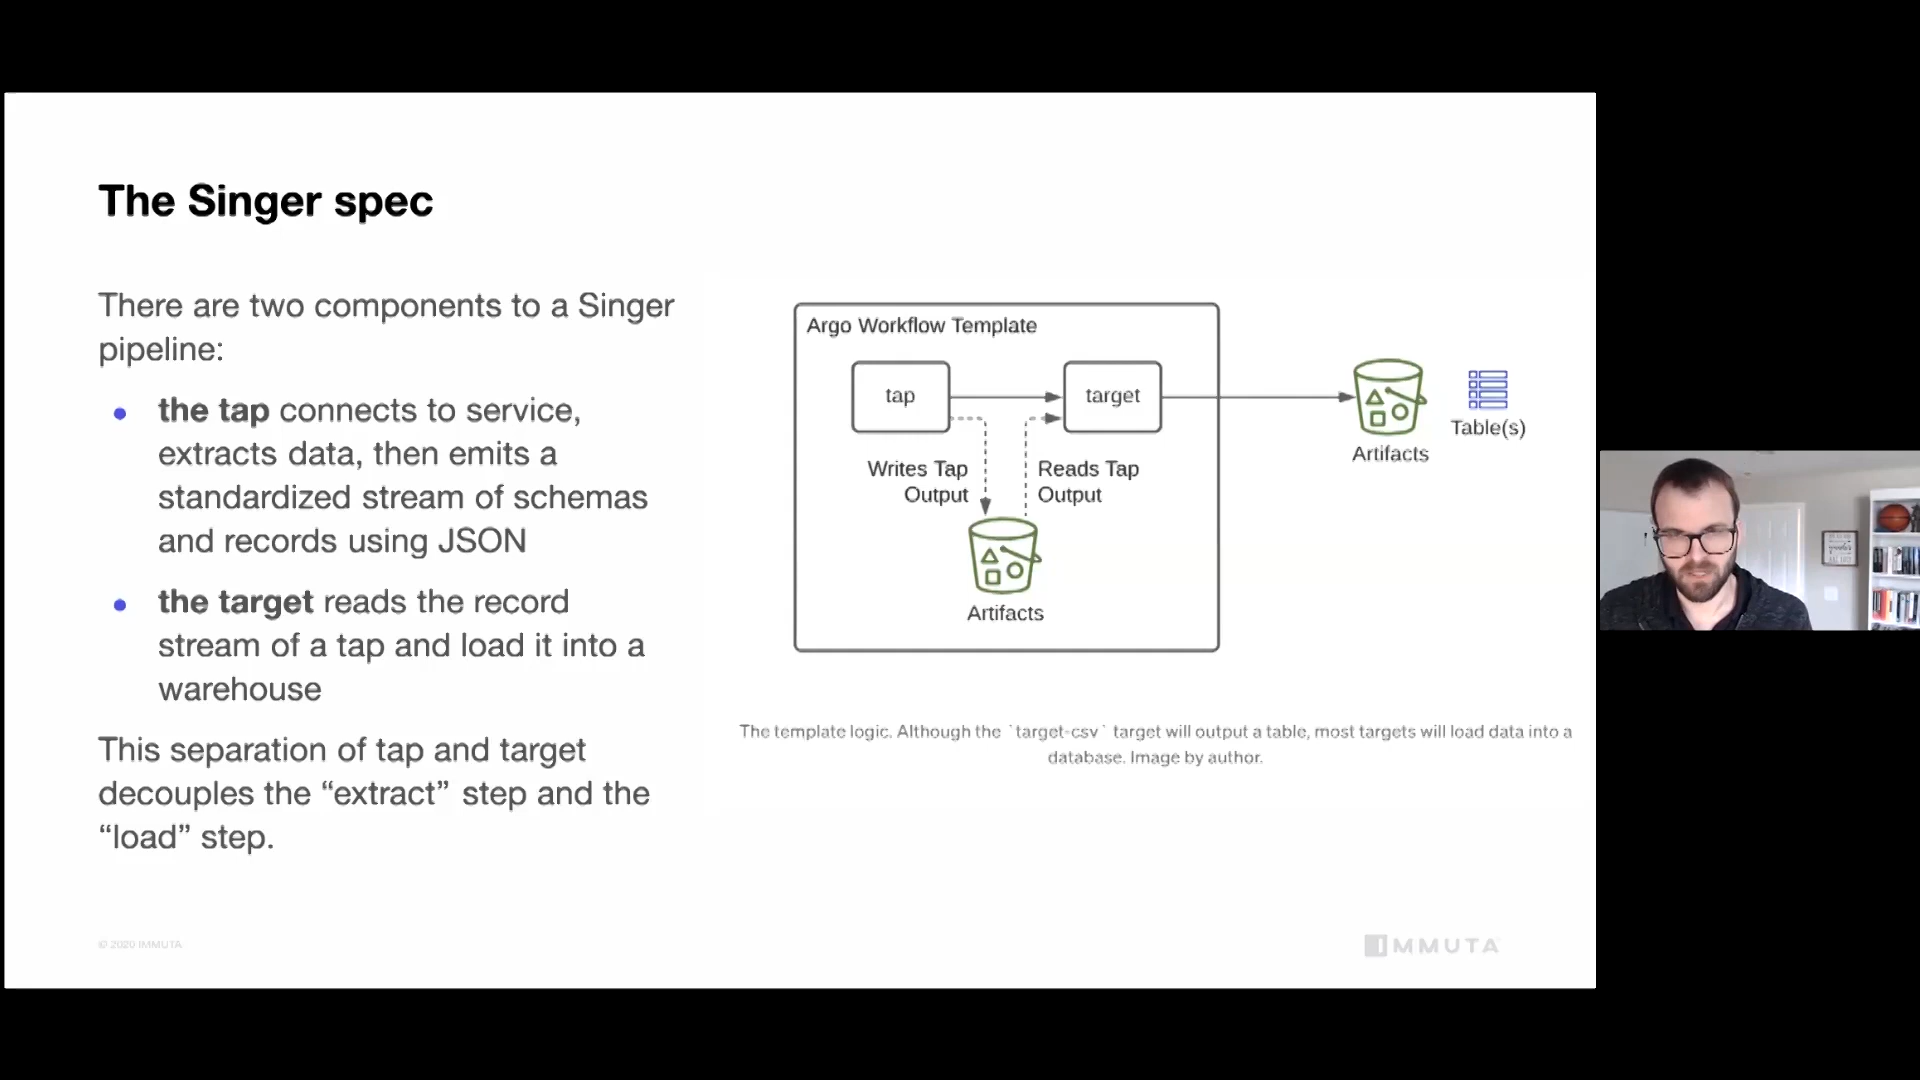 The Singer spec
There are two components to a Singer
pipeline:
the tap connects to service,
extracts data, then emits a
standardized stream of schemas
and records using JSON
the target reads the record
stream of a tap and load it into a
warehouse
This separation of tap and target
decouples the “extract” step and the
“load” step.
Argo Workflow Template
tap
target
Writes Tap
Output
Reads Tap
Output
Artifacts
Artifacts
Table(s)
The template logic. Although the `target-csv` target will output a table, most targets will load data into a
database. Image by author.
© 2020 IMMUTA
IMMUTA